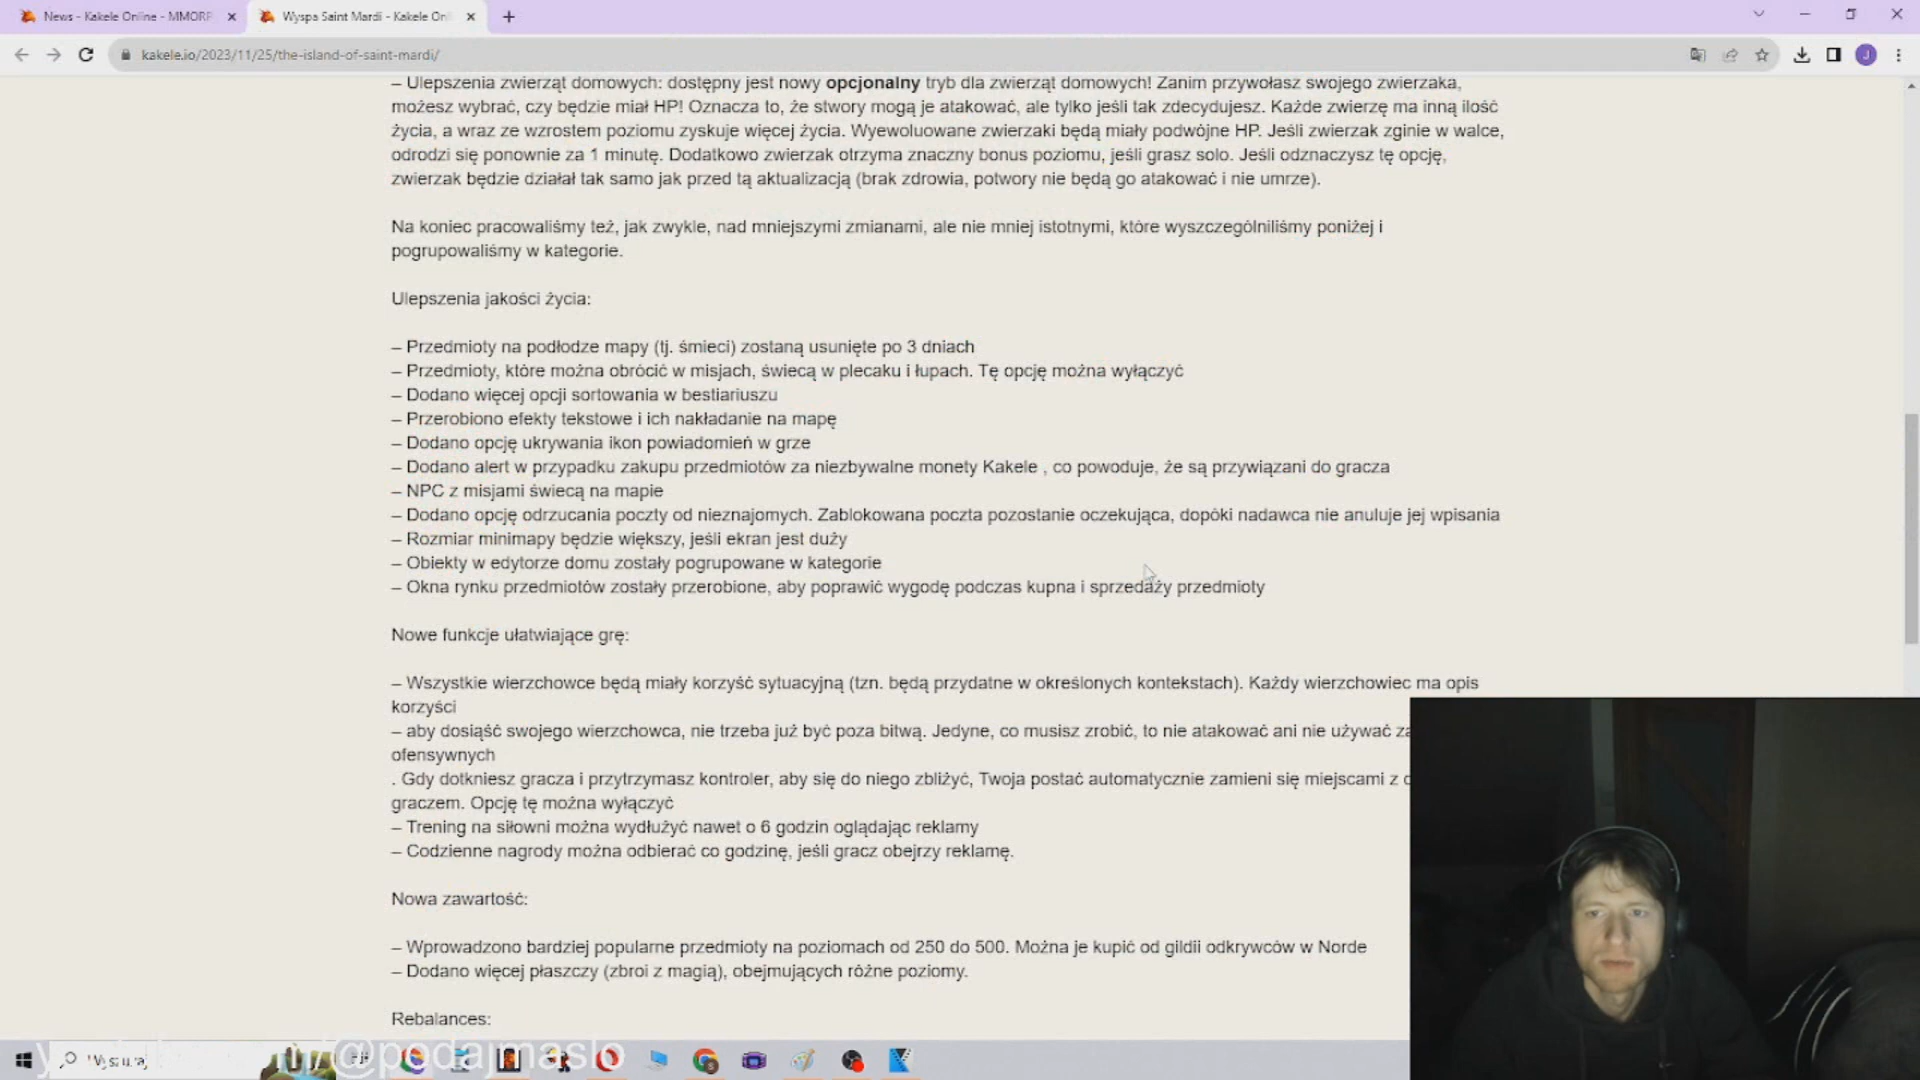 News - Kakele Online - MMORP
Wyspa Saint Mardi - Kakele Onli
kakele.io/2023/11/25/the-island-of-saint-mardi/
– Ulepszenia zwierząt domowych: dostępny jest nowy opcjonalny tryb dla zwierząt domowych! Zanim przywołasz swojego zwierzaka,
możesz wybrać, czy będzie miał HP! Oznacza to, że stwory mogą je atakować, ale tylko jeśli tak zdecydujesz. Każde zwierzę ma inną ilość
życia, a wraz ze wzrostem poziomu zyskuje więcej życia. Wyewoluowane zwierzaki będą miały podwójne HP. Jeśli zwierzak zginie w walce,
odrodzi się ponownie za 1 minutę. Dodatkowo zwierzak otrzyma znaczny bonus poziomu, jeśli grasz solo. Jeśli odznaczysz tę opcję,
zwierzak będzie działał tak samo jak przed tą aktualizacją (brak zdrowia, potwory nie będą go atakować i nie umrze).
Na koniec pracowaliśmy też, jak zwykle, nad mniejszymi zmianami, ale nie mniej istotnymi, które wyszczególniliśmy poniżej i
pogrupowaliśmy w kategorie.
Ulepszenia jakości życia:
– Przedmioty na podłodze mapy (tj. śmieci) zostaną usunięte po 3 dniach
– Przedmioty, które można obrócić w misjach, świecą w plecaku i łupach. Tę opcję można wyłączyć
– Dodano więcej opcji sortowania w bestiariuszu
– Przerobiono efekty tekstowe i ich nakładanie na mapę
– Dodano opcję ukrywania ikon powiadomień w grze
– Dodano alert w przypadku zakupu przedmiotów za niezbywalne monety Kakele , co powoduje, że są przywiązani do gracza
– NPC z misjami świecą na mapie
– Dodano opcję odrzucania poczty od nieznajomych. Zablokowana poczta pozostanie oczekująca, dopóki nadawca nie anuluje jej wpisania
– Rozmiar minimapy będzie większy, jeśli ekran jest duży
– Obiekty w edytorze domu zostały pogrupowane w kategorie
– Okna rynku przedmiotów zostały przerobione, aby poprawić wygodę podczas kupna i sprzedaży przedmioty
Nowe funkcje ułatwiające grę:
– Wszystkie wierzchowce będą miały korzyść sytuacyjną (tzn. będą przydatne w określonych kontekstach). Każdy wierzchowiec ma opis
korzyści
– aby dosiąść swojego wierzchowca, nie trzeba już być poza bitwą. Jedyne, co musisz zrobić, to nie atakować ani nie używać
ofensywnych
. Gdy dotkniesz gracza i przytrzymasz kontroler, aby się do niego zbliżyć, Twoja postać automatycznie zamieni się miejscami z
graczem. Opcję tę można wyłączyć
– Trening na siłowni można wydłużyć nawet o 6 godzin oglądając reklamy
– Codzienne nagrody można odbierać co godzinę, jeśli gracz obejrzy reklamę.
Nowa zawartość:
– Wprowadzono bardziej popularne przedmioty na poziomach od 250 do 500. Można je kupić od gildii odkrywców w Norde
– Dodano więcej płaszczy (zbroi z magią), obejmujących różne poziomy.
Rebalances:
@podajmaslo